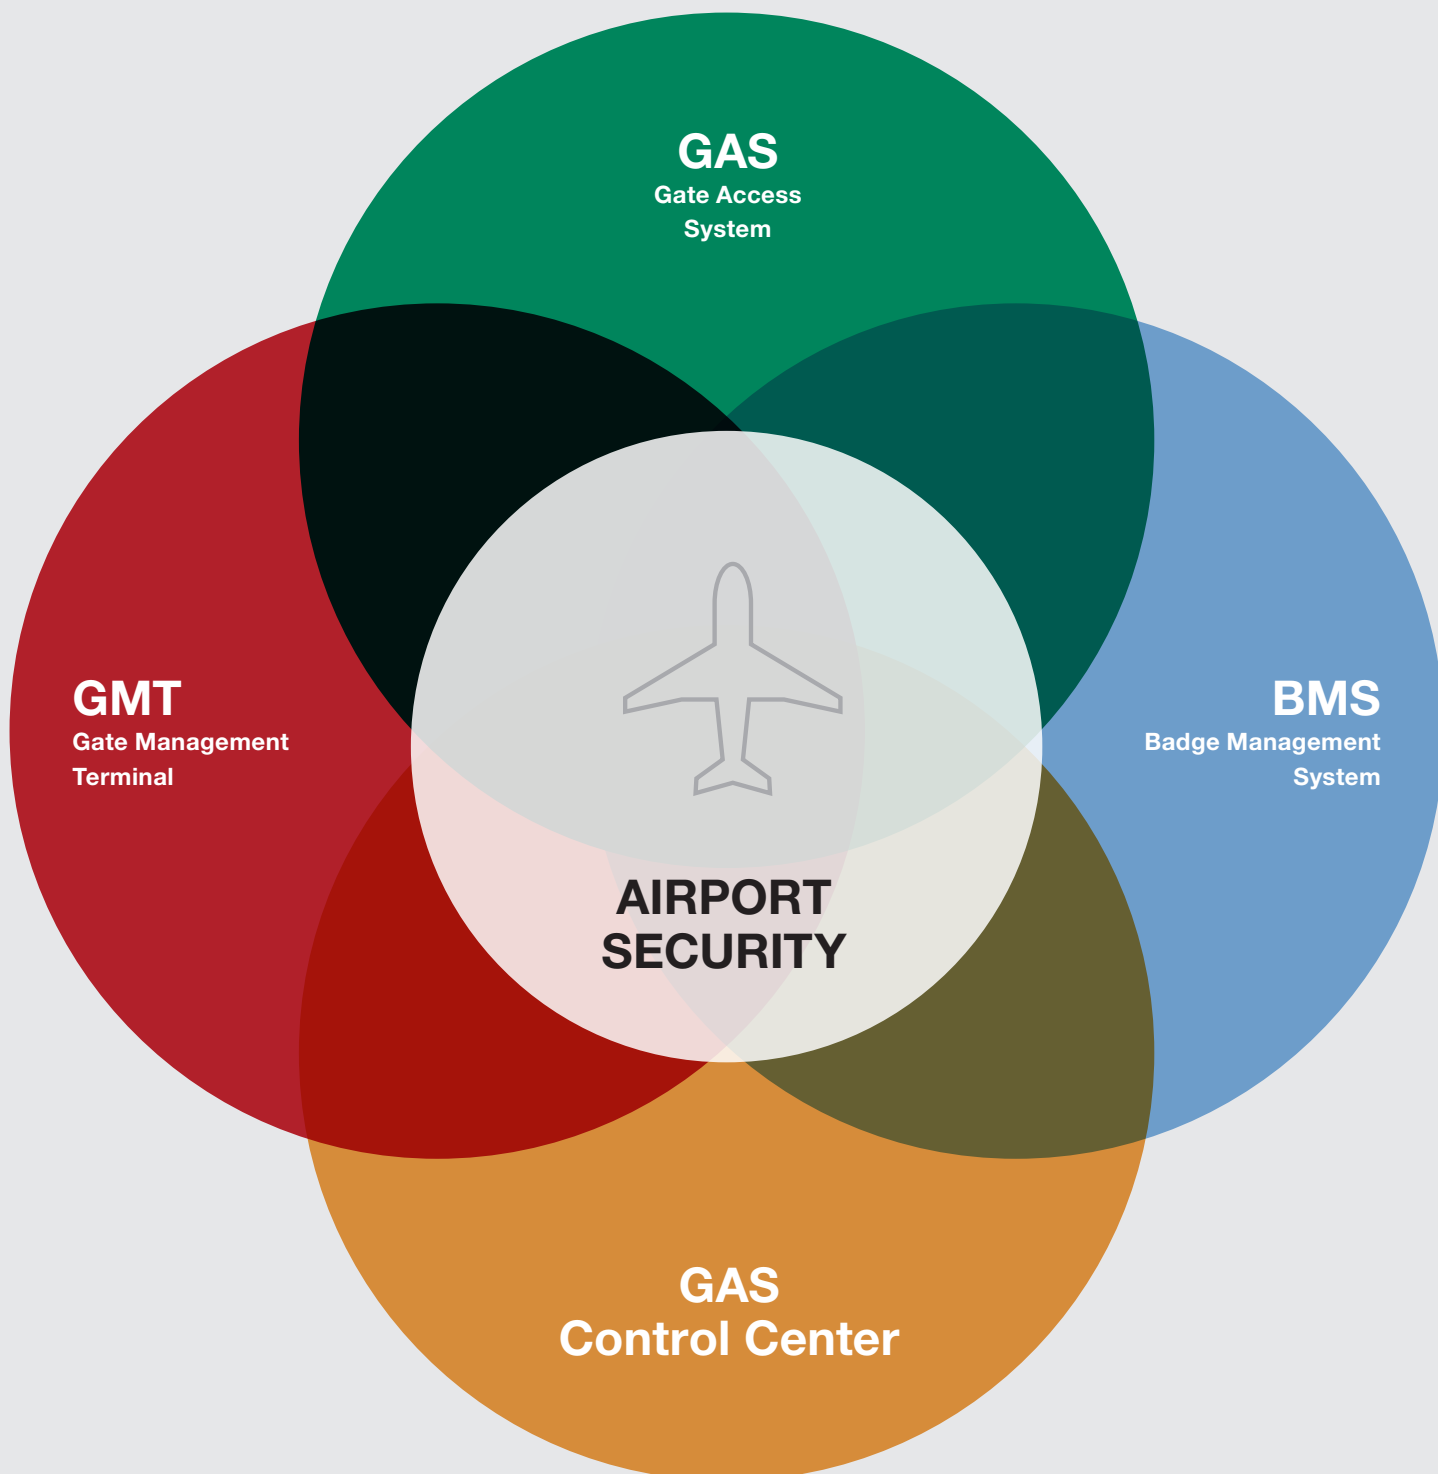 GAS
Gate Access
System
GMT
Gate Management
Terminal
BMS
Badge Management
System
AIRPORT
SECURITY
GAS
Control Center